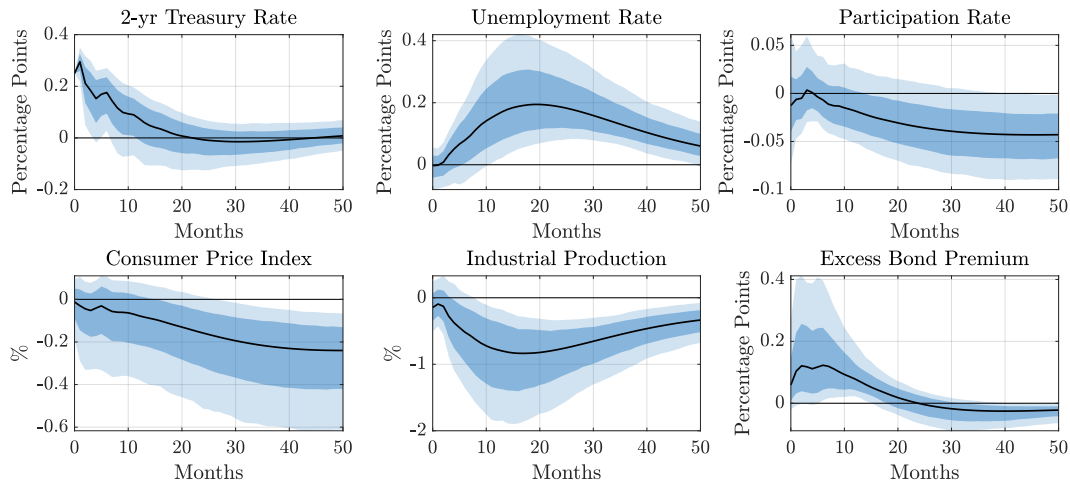 2-yr Treasury Rate
Percentage Points
0.4
0.2
0
-0.2
0 10 20 30 40 50
Months
Unemployment Rate
Percentage Points
0.4
0.2
0
0 10 20 30 40 50
Months
Participation Rate
Percentage Points
0.05
0
-0.05
-0.1
0 10 20 30 40 50
Months
Consumer Price Index
%
0
-0.2
-0.4
-0.6
0 10 20 30 40 50
Months
Industrial Production
%
0
-1
-2
0 10 20 30 40 50
Months
Excess Bond Premium
Percentage Points
0.4
0.2
0
0 10 20 30 40 50
Months